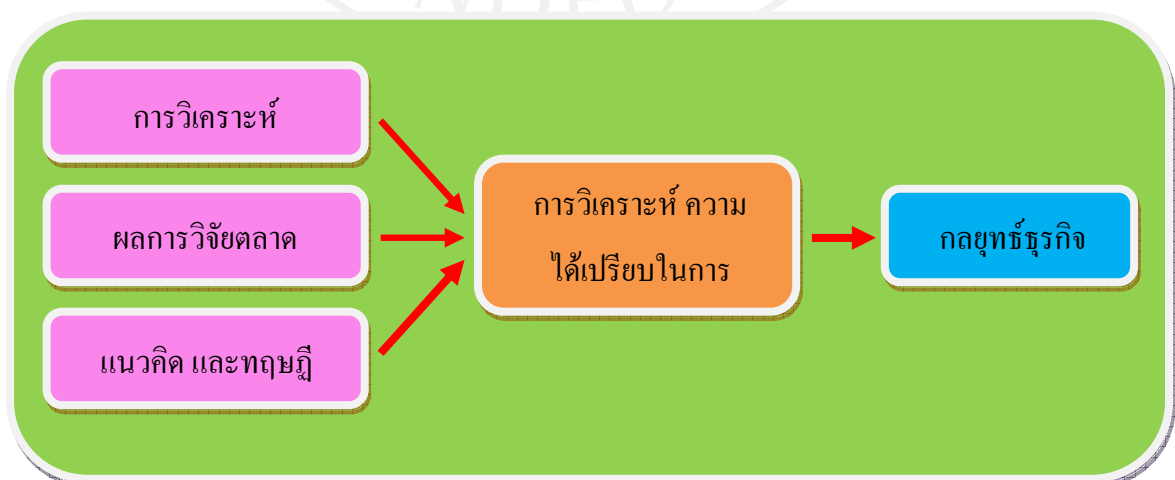 การวิเคราะห์
ผลการวิจัยตลาด
แนวคิด และทฤษฎี
การวิเคราะห์ ความ
ได้เปรียบในการ
กลยุทธ์ธุรกิจ